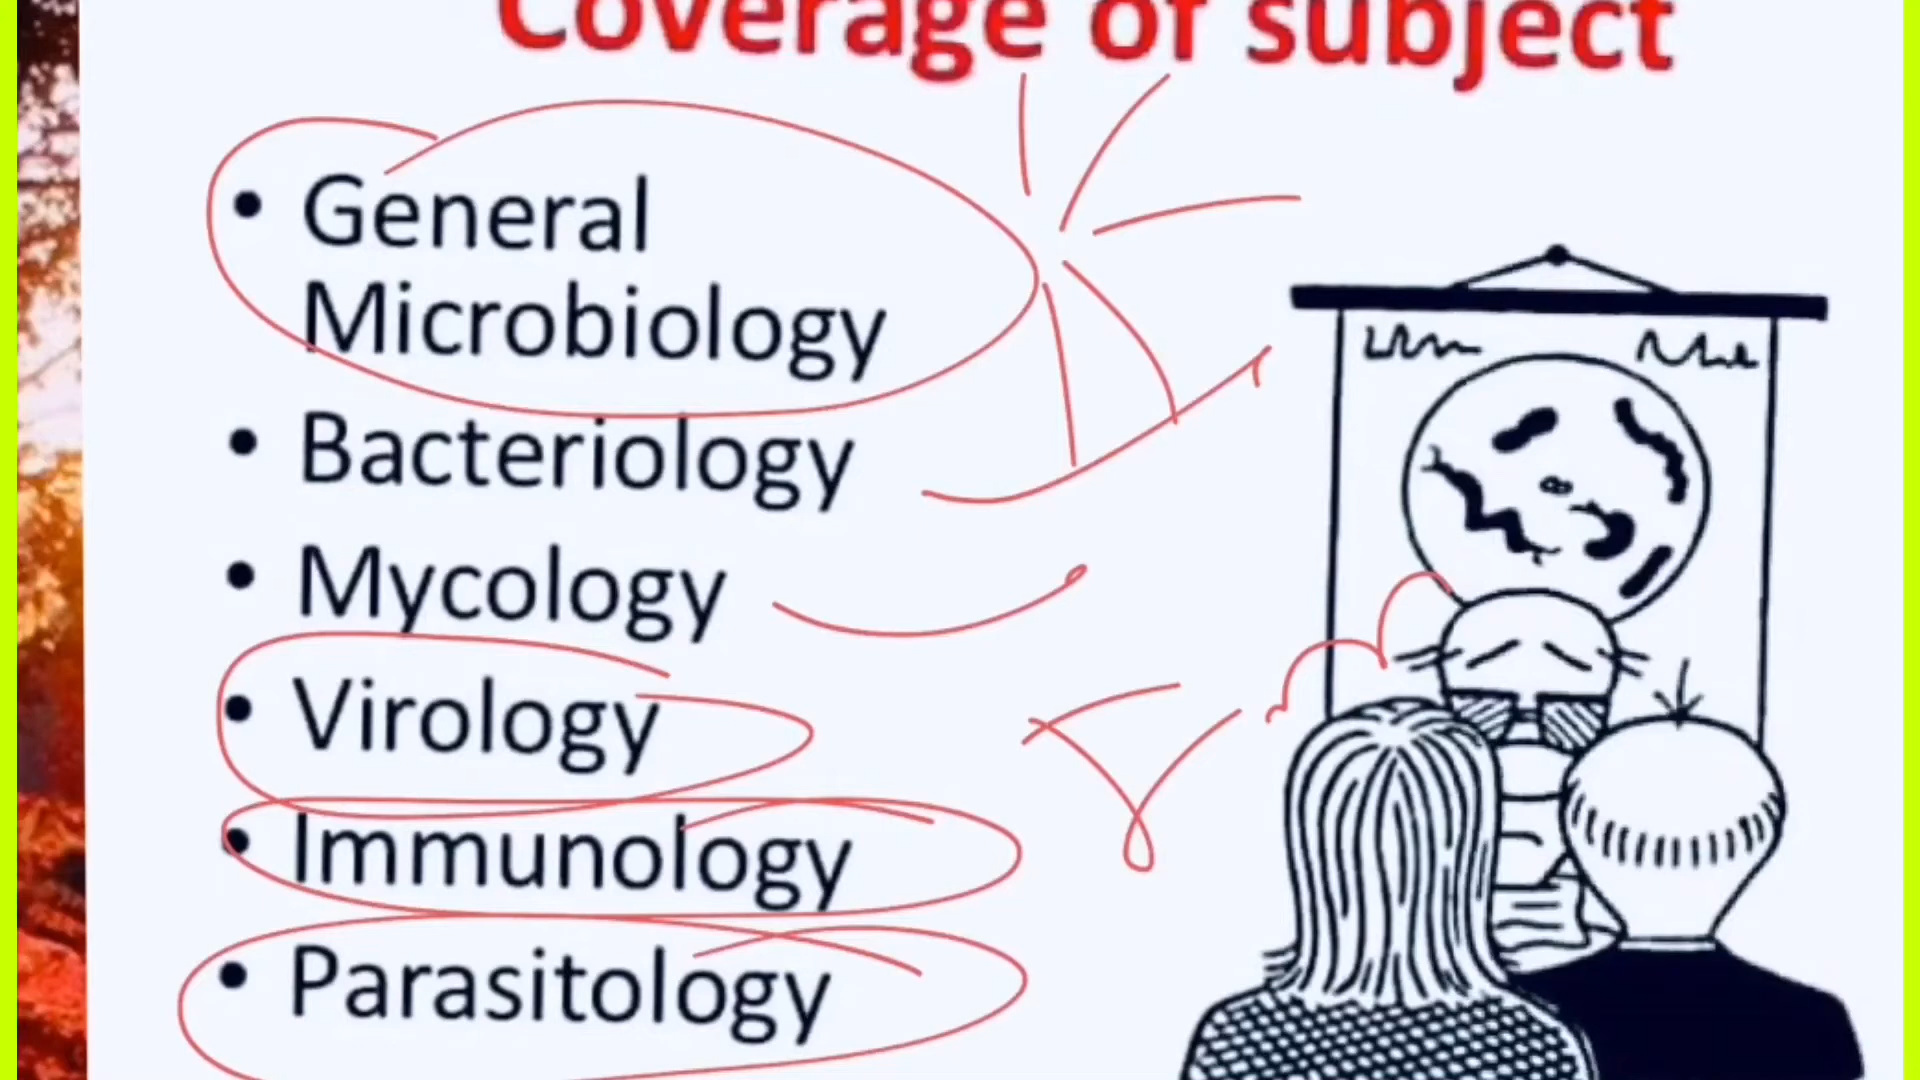 Coverage of subject
• General
Microbiology
• Bacteriology
• Mycology
• Virology
• Immunology
• Parasitology